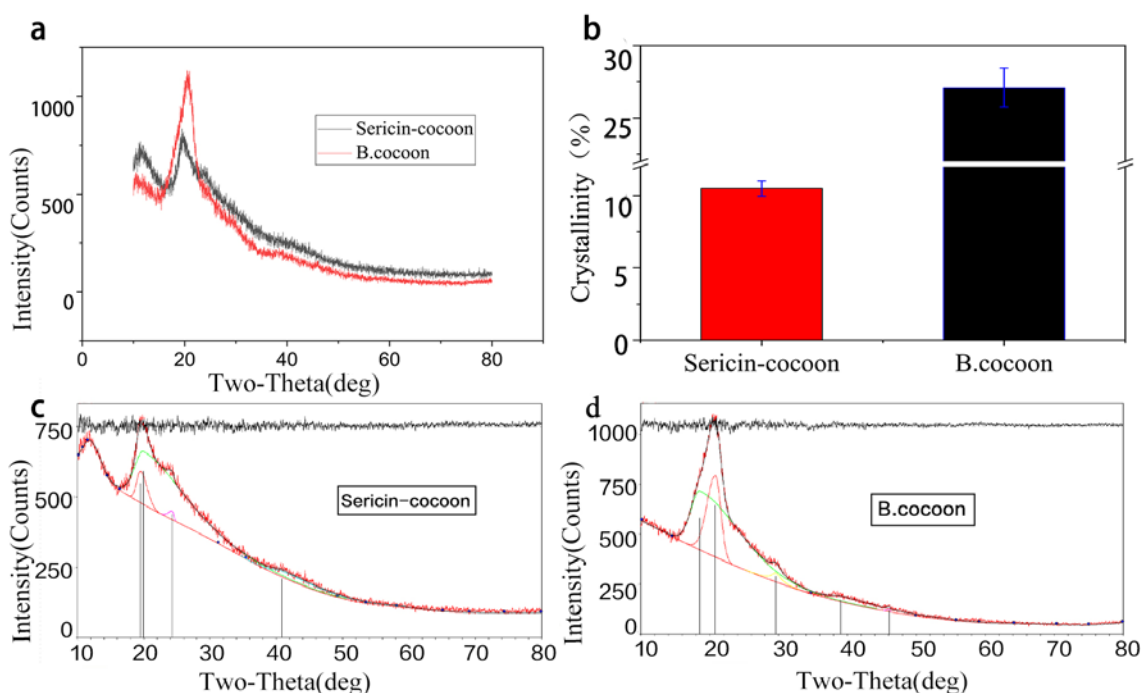 a
Intensity(Counts)
1000
500
0
Sericin-cocoon
B.cocoon
0 20 40 60 80
Two-Theta(deg)
b
Crystallinity (%)
30
25
10
5
0
Sericin-cocoon B.cocoon
c
Intensity(Counts)
750
500
250
0
Sericin-cocoon
10 20 30 40 50 60 70 80
Two-Theta(deg)
d
Intensity(Counts)
1000
750
500
250
0
B.cocoon
10 20 30 40 50 60 70 80
Two-Theta(deg)